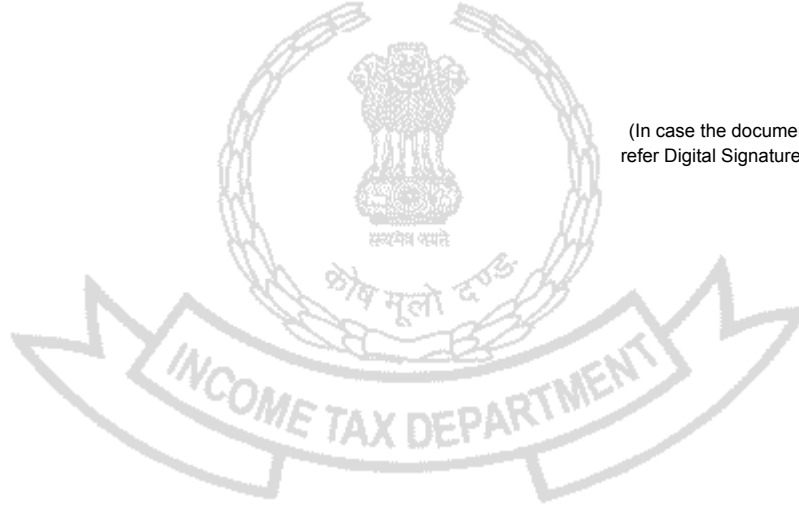 (In case the docume
refer Digital Signature
सत्यमेव जयते
कोष मूलो दण्ड
INCOME TAX DEPARTMENT